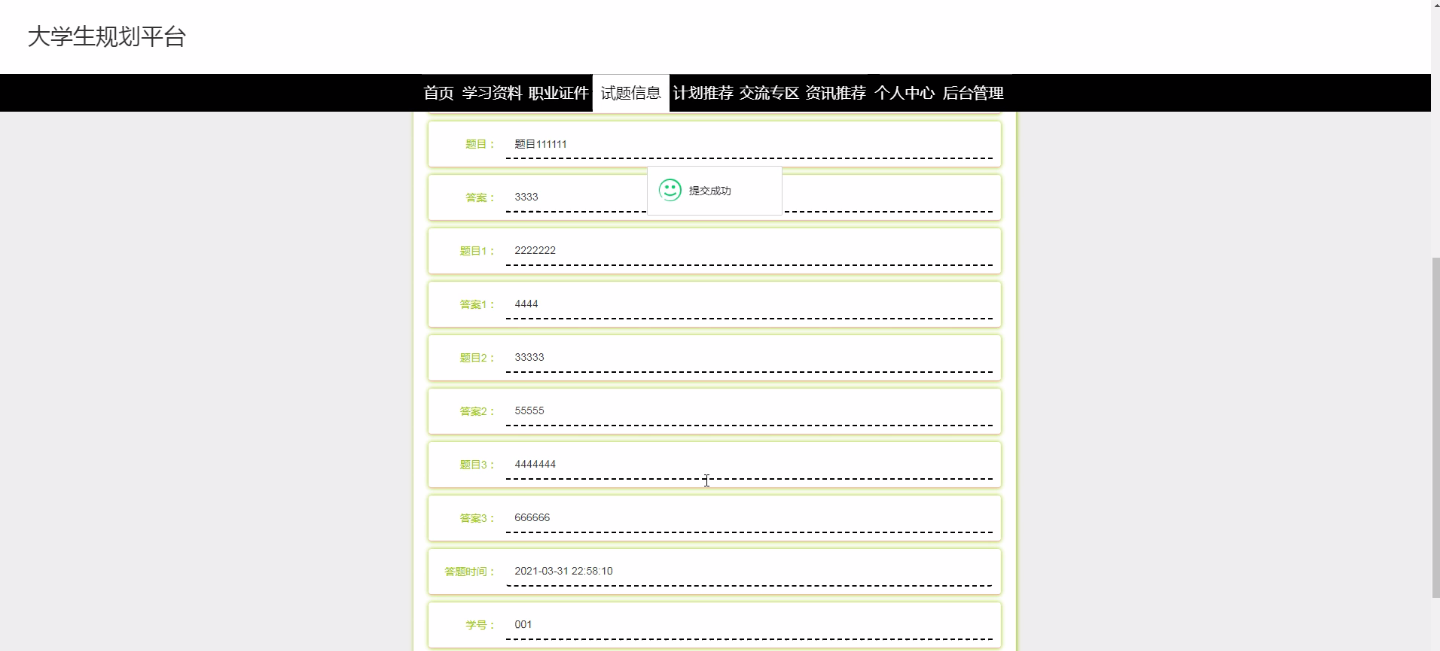 大学生规划平台
首页 学习资料 职业证件 试题信息 计划推荐 交流专区 资讯推荐 个人中心 后台管理
题目： 题目111111
提交成功
答案： 3333
题目1： 2222222
答案1： 4444
题目2： 33333
答案2： 55555
题目3： 4444444
答案3： 666666
答题时间： 2021-03-31 22:58:10
学号： 001